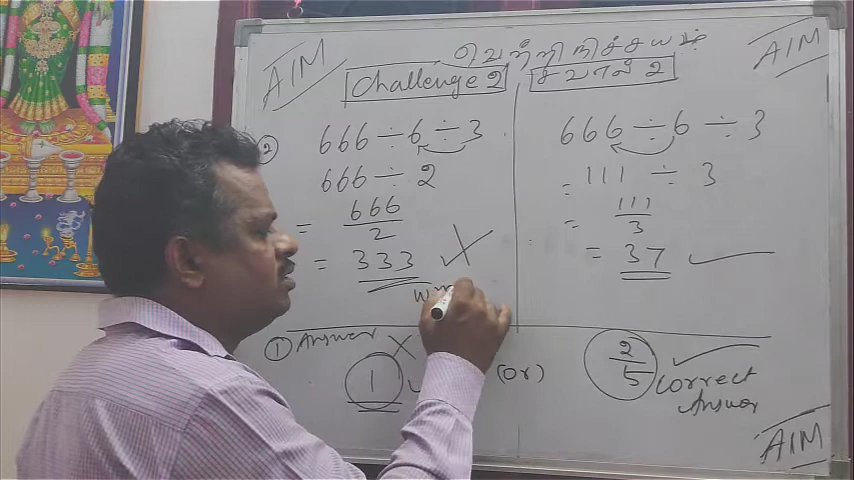 AIM
வெற்றி நிச்சயம்
AIM
Challenge 2
சவால் 2
2
666 ÷ 6 ÷ 3
666 ÷ 2
= 666/2
= 333 X
666 ÷ 6 ÷ 3
= 111 ÷ 3
= 111/3
= 37 ✓
1 Answer X
1
(Or)
2/5 ✓
Correct
Answer
AIM